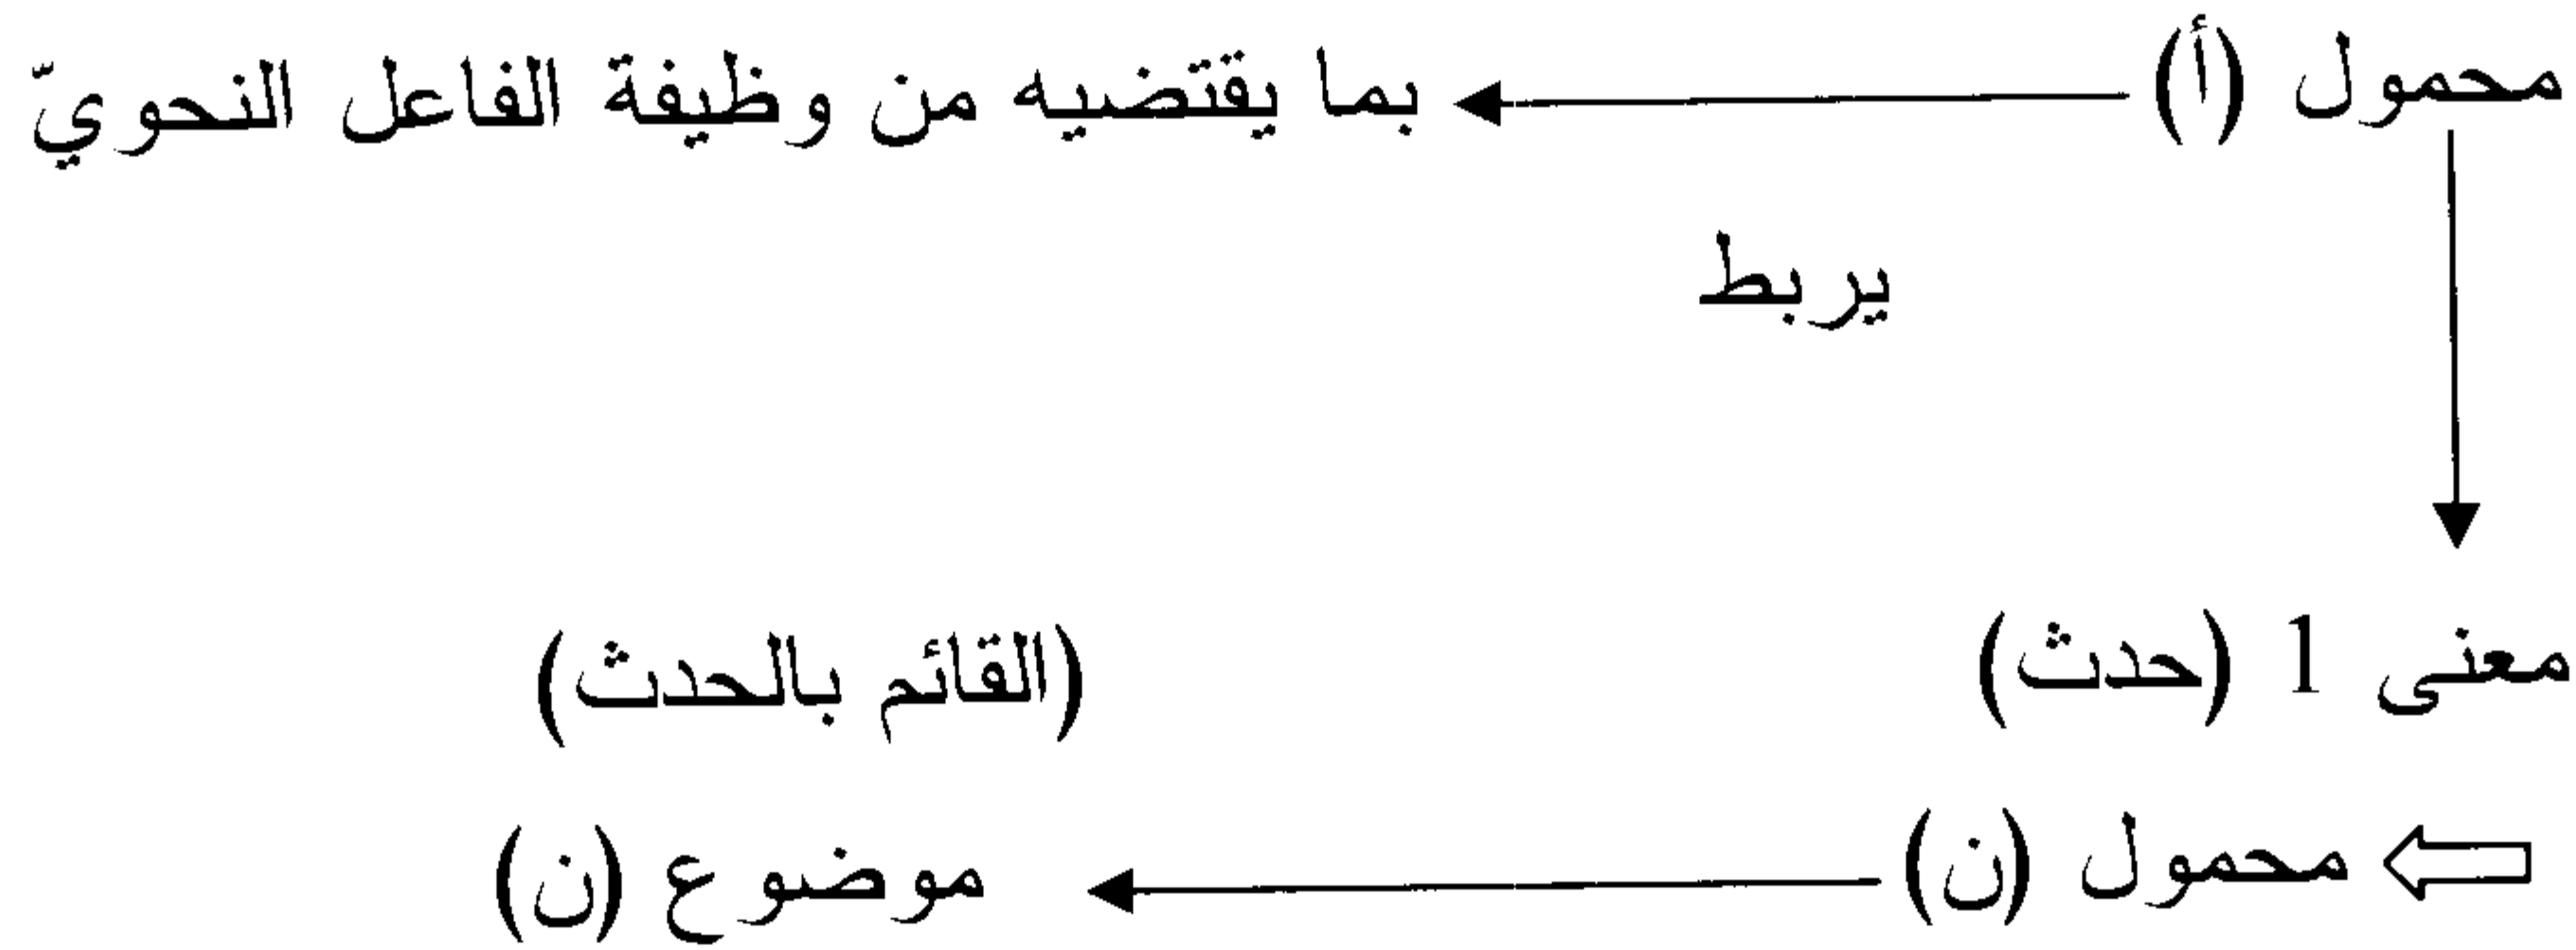 محمول (أ) بما يقتضيه من وظيفة الفاعل النحويّ
يربط
معنى 1 (حدث) (القائم بالحدث)
محمول (ن) موضوع (ن)